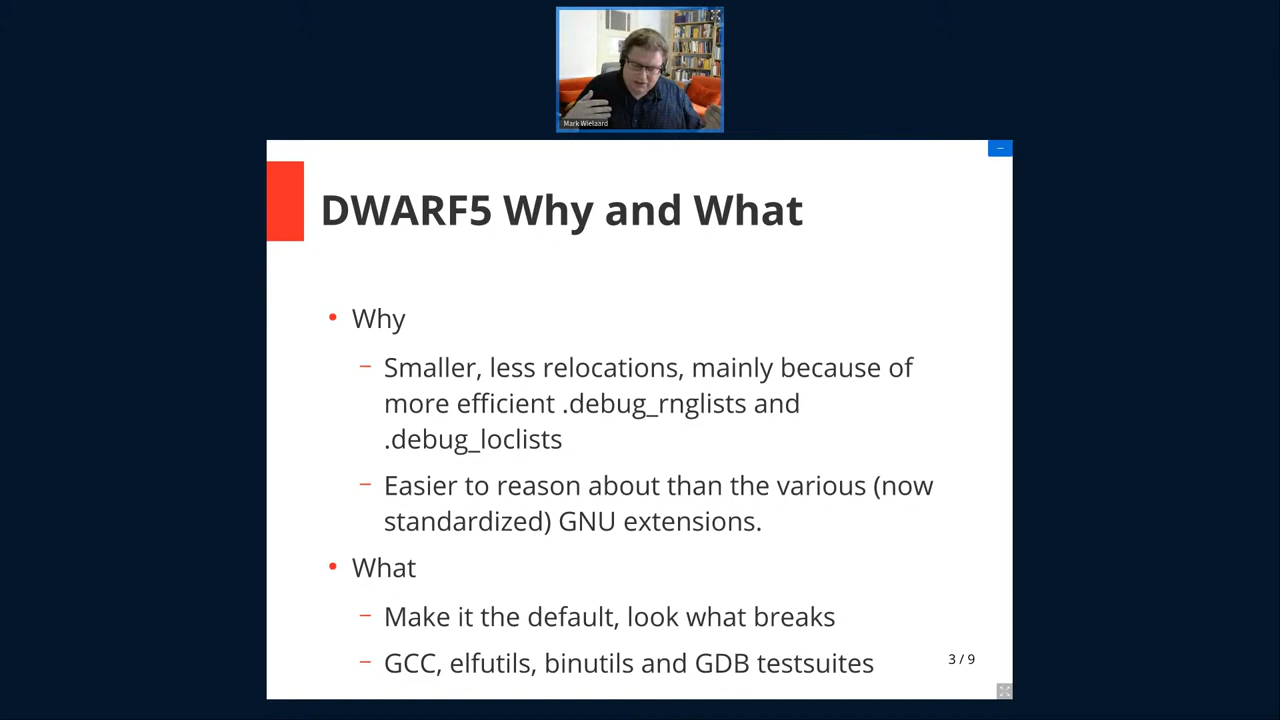 Mark Wielaard
DWARF5 Why and What
• Why
– Smaller, less relocations, mainly because of
more efficient .debug_rnglists and
.debug_loclists
– Easier to reason about than the various (now
standardized) GNU extensions.
• What
– Make it the default, look what breaks
– GCC, elfutils, binutils and GDB testsuites
3 / 9